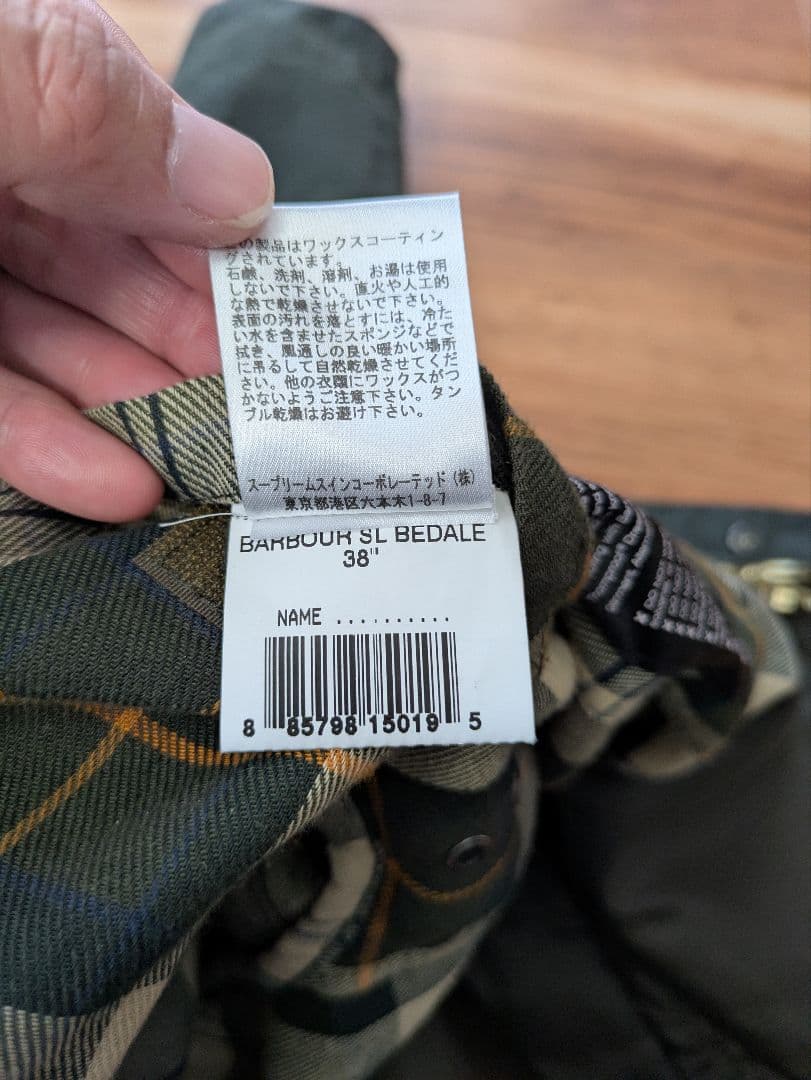 の製品はワックスコーティン
グされています。
石鹸、洗剤、溶剤、お湯は使用
しないで下さい。直火や人工的
な熱で乾燥させないで下さい。
表面の汚れを落とすには、冷た
い水を含ませたスポンジなどで
拭き、風通しの良い暖かい場所
に吊るして自然乾燥させてくだ
さい。他の衣類にワックスがつ
かないようご注意下さい。タン
ブル乾燥はお避け下さい。
スープリームスインコーポレーテッド(株)
東京都港区六本木1-8-7
BARBOUR SL BEDALE
38"
NAME ..........
8 85798 15019 5